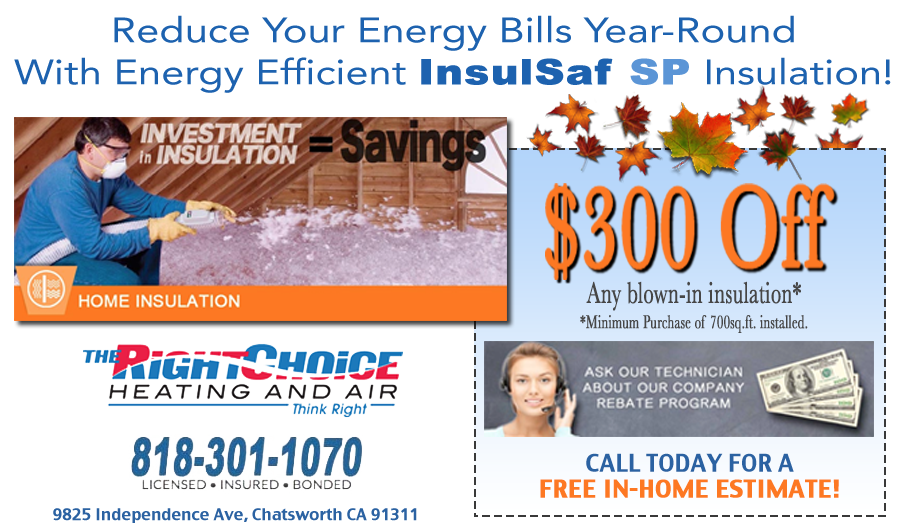 Reduce Your Energy Bills Year-Round
With Energy Efficient InsulSaf SP Insulation!
INVESTMENT
in INSULATION = Savings
HOME INSULATION
$300 Off
Any blown-in insulation*
*Minimum Purchase of 700sq.ft. installed.
ASK OUR TECHNICIAN
ABOUT OUR COMPANY
REBATE PROGRAM
CALL TODAY FOR A
FREE IN-HOME ESTIMATE!
THE RIGHT CHOICE
HEATING AND AIR
Think Right
818-301-1070
LICENSED • INSURED • BONDED
9825 Independence Ave, Chatsworth CA 91311